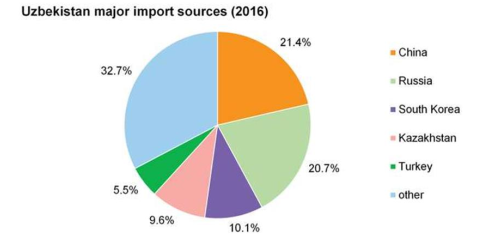 Uzbekistan major import sources (2016)
21.4%
32.7%
China
Russia
South Korea
Kazakhstan
20.7%
Turkey
5.5%
other
9.6%
10.1%